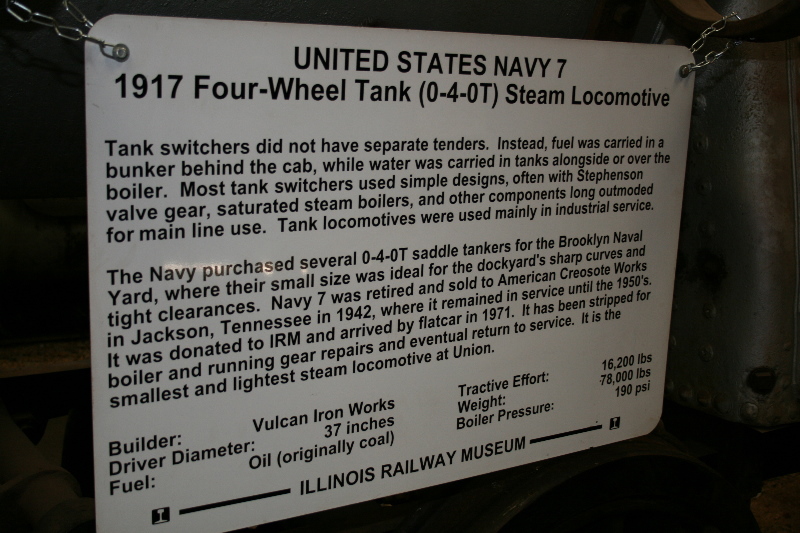 UNITED STATES NAVY 7
1917 Four-Wheel Tank (0-4-0T) Steam Locomotive
Tank switchers did not have separate tenders. Instead, fuel was carried in a
bunker behind the cab, while water was carried in tanks alongside or over the
boiler. Most tank switchers used simple designs, often with Stephenson
valve gear, saturated steam boilers, and other components long outmoded
for main line use. Tank locomotives were used mainly in industrial service.
The Navy purchased several 0-4-0T saddle tankers for the Brooklyn Naval
Yard, where their small size was ideal for the dockyard's sharp curves and
tight clearances. Navy 7 was retired and sold to American Creosote Works
in Jackson, Tennessee in 1942, where it remained in service until the 1950's.
It was donated to IRM and arrived by flatcar in 1971. It has been stripped for
boiler and running gear repairs and eventual return to service. It is the
smallest and lightest steam locomotive at Union.
Builder: Vulcan Iron Works Tractive Effort: 16,200 lbs
Driver Diameter: 37 inches Weight: 78,000 lbs
Fuel: Oil (originally coal) Boiler Pressure: 190 psi
ILLINOIS RAILWAY MUSEUM